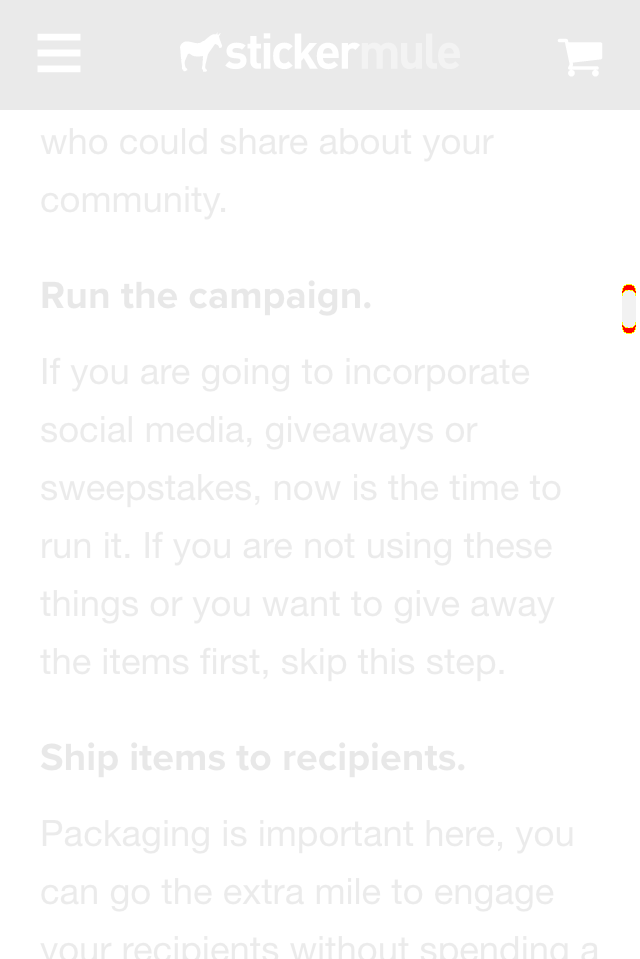 stickermule
who could share about your
community.
Run the campaign.
If you are going to incorporate
social media, giveaways or
sweepstakes, now is the time to
run it. If you are not using these
things or you want to give away
the items first, skip this step.
Ship items to recipients.
Packaging is important here, you
can go the extra mile to engage
your recipients without spending a